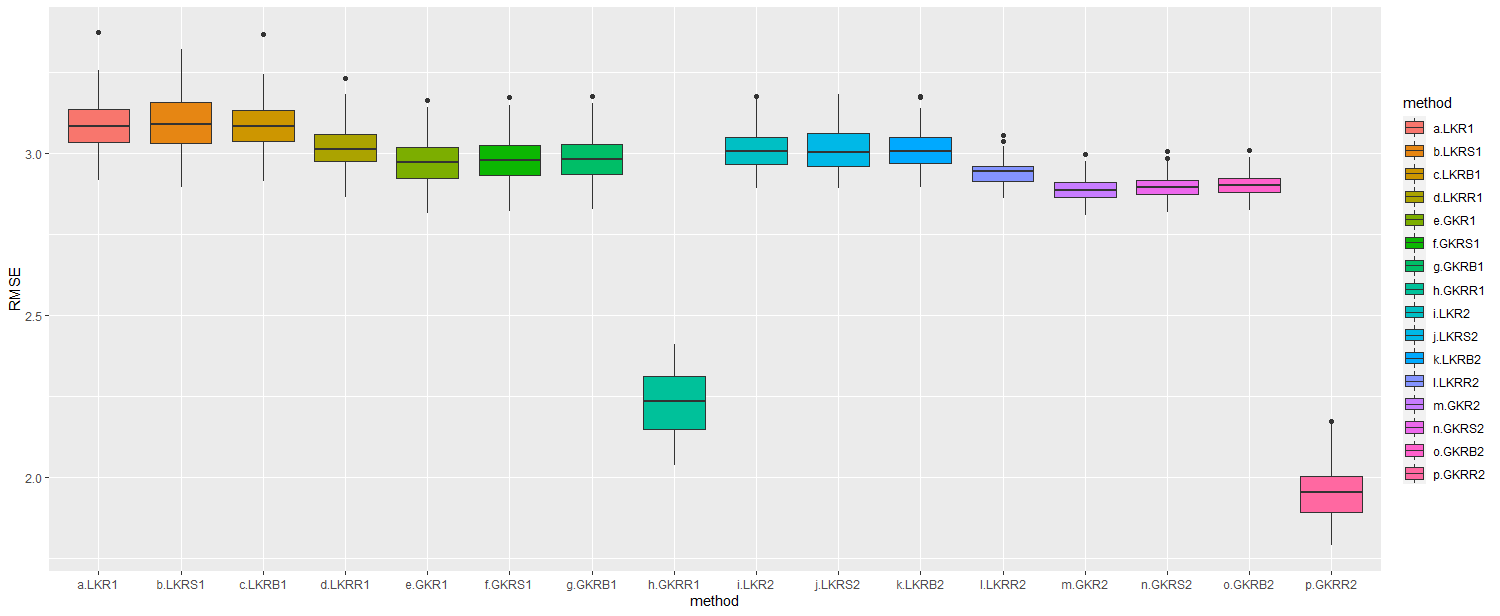 RMSE
3.0
2.5
2.0
a.LKR1 b.LKRS1 c.LKRB1 d.LKRR1 e.GKR1 f.GKRS1 g.GKRB1 h.GKRR1 i.LKR2 j.LKRS2 k.LKRB2 l.LKRR2 m.GKR2 n.GKRS2 o.GKRB2 p.GKRR2
method
method
a.LKR1
b.LKRS1
c.LKRB1
d.LKRR1
e.GKR1
f.GKRS1
g.GKRB1
h.GKRR1
i.LKR2
j.LKRS2
k.LKRB2
l.LKRR2
m.GKR2
n.GKRS2
o.GKRB2
p.GKRR2